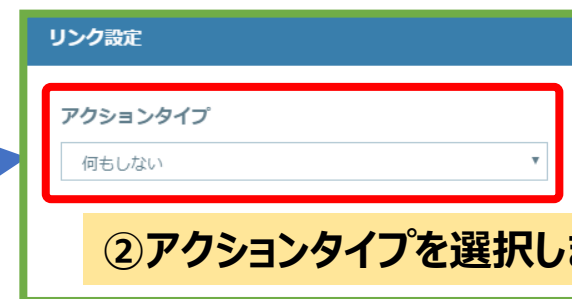 リンク設定
アクションタイプ
何もしない
②アクションタイプを選択し